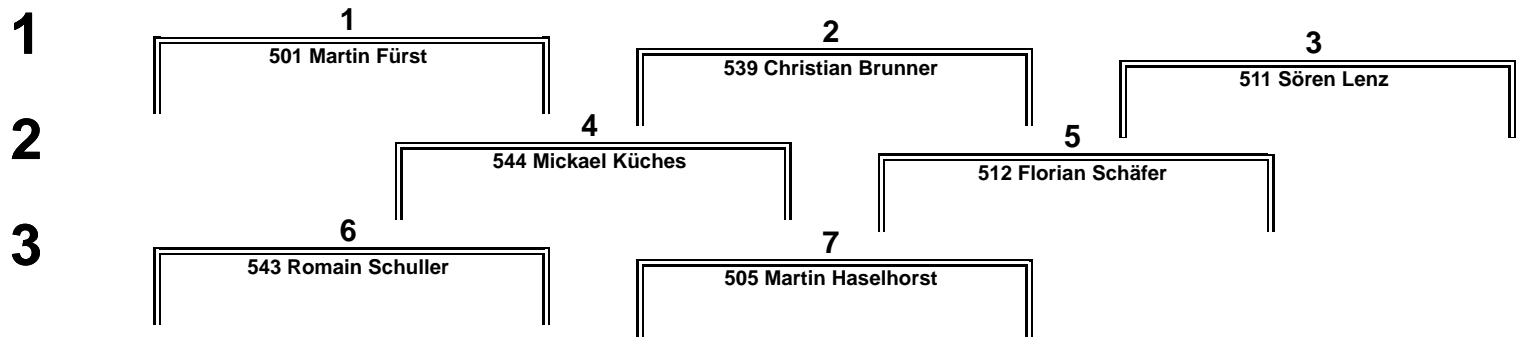 1
1
501 Martin Fürst
2
539 Christian Brunner
3
511 Sören Lenz
2
4
544 Mickael Küches
5
512 Florian Schäfer
3
6
543 Romain Schuller
7
505 Martin Haselhorst